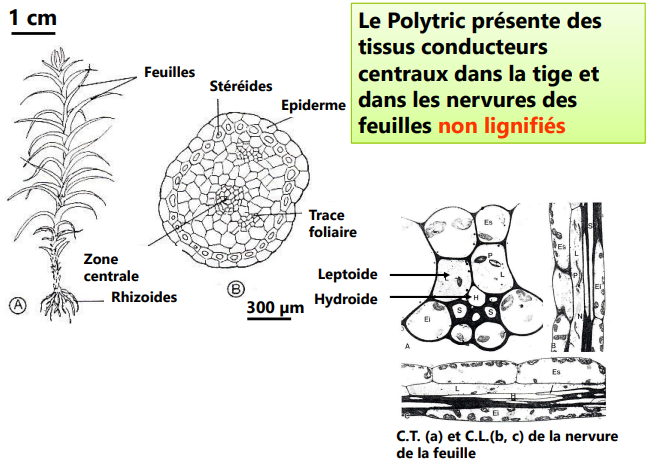 1 cm
Le Polytric présente des
tissus conducteurs
centraux dans la tige et
dans les nervures des
feuilles non lignifiés
Feuilles
Stéréides
Epiderme
Trace
foliaire
Zone
centrale
Rhizoides
A
B
300 µm
Leptoide
Hydroide
Es
P
L
H
S
S
Ei
A
Es
S
L
P
Ei
N
B
Es
L
H
Ei
C
C.T. (a) et C.L.(b, c) de la nervure
de la feuille